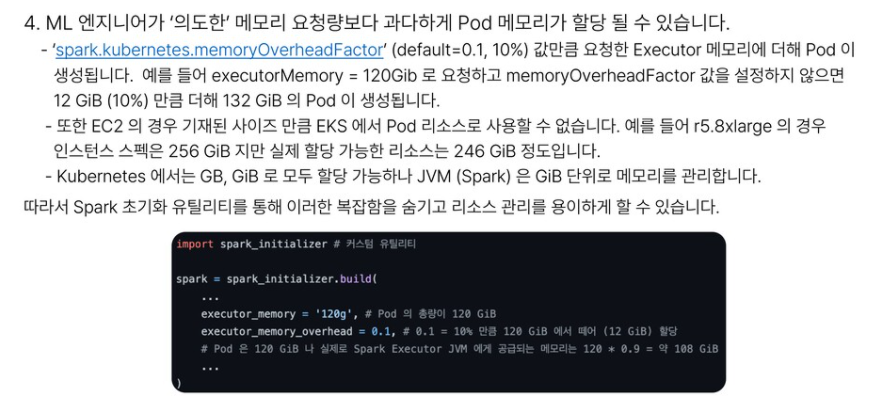 4. ML 엔지니어가 ‘의도한’ 메모리 요청량보다 과다하게 Pod 메모리가 할당 될 수 있습니다.
- ‘spark.kubernetes.memoryOverheadFactor’ (default=0.1, 10%) 값만큼 요청한 Executor 메모리에 더해 Pod 이
생성됩니다. 예를 들어 executorMemory = 120Gib 로 요청하고 memoryOverheadFactor 값을 설정하지 않으면
12 GiB (10%) 만큼 더해 132 GiB 의 Pod 이 생성됩니다.
- 또한 EC2 의 경우 기재된 사이즈 만큼 EKS 에서 Pod 리소스로 사용할 수 없습니다. 예를 들어 r5.8xlarge 의 경우
인스턴스 스펙은 256 GiB 지만 실제 할당 가능한 리소스는 246 GiB 정도입니다.
- Kubernetes 에서는 GB, GiB 로 모두 할당 가능하나 JVM (Spark) 은 GiB 단위로 메모리를 관리합니다.
따라서 Spark 초기화 유틸리티를 통해 이러한 복잡함을 숨기고 리소스 관리를 용이하게 할 수 있습니다.
import spark_initializer # 커스텀 유틸리티
spark = spark_initializer.build(
...
executor_memory = '120g', # Pod 의 총량이 120 GiB
executor_memory_overhead = 0.1, # 0.1 = 10% 만큼 120 GiB 에서 떼어 (12 GiB) 할당
# Pod 은 120 GiB 나 실제로 Spark Executor JVM 에게 공급되는 메모리는 120 * 0.9 = 약 108 GiB
...
)